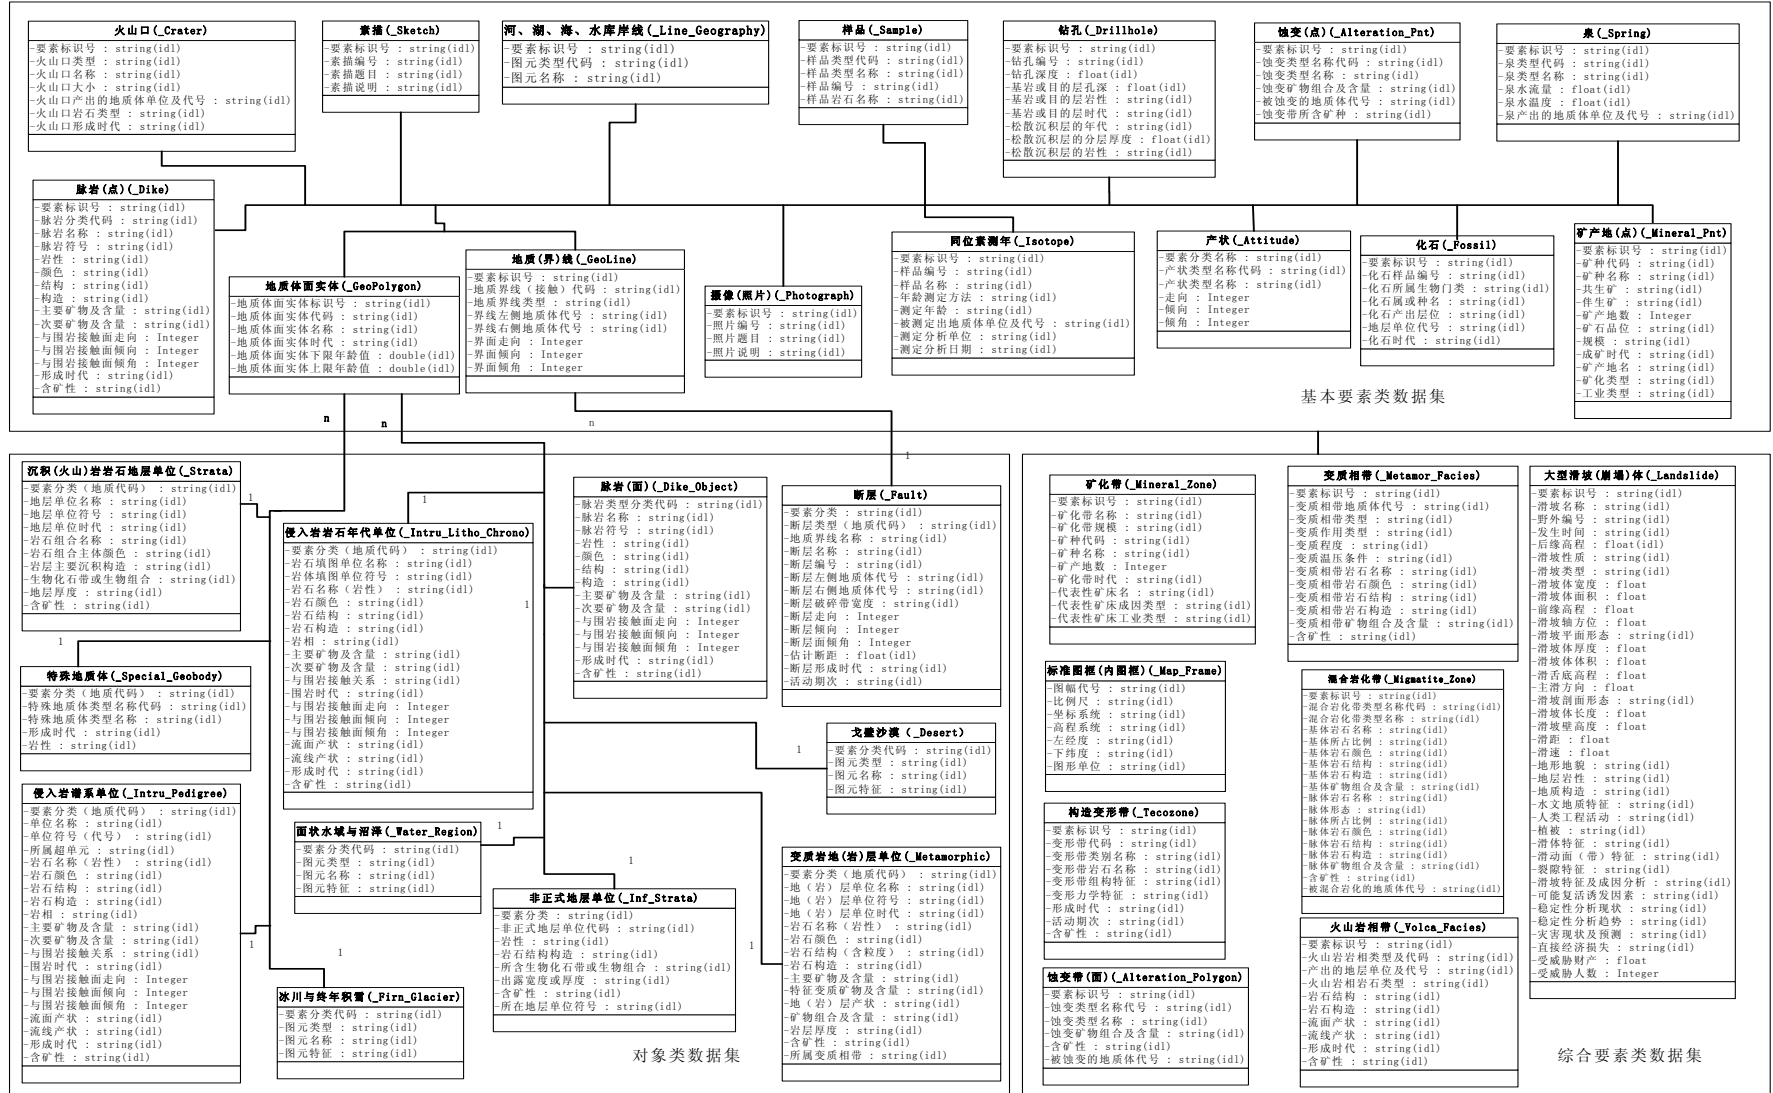 火山口(_Crater)
-要素标识号 : string(idl)
-火山口类型 : string(idl)
-火山口名称 : string(idl)
-火山口大小 : string(idl)
-火山口产出的地质体单位及代号 : string(idl)
-火山口岩石类型 : string(idl)
-火山口形成时代 : string(idl)
素描(_Sketch)
-要素标识号 : string(idl)
-素描编号 : string(idl)
-素描题目 : string(idl)
-素描说明 : string(idl)
河、湖、海、水库岸线(_Line_Geography)
-要素标识号 : string(idl)
-图元类型代码 : string(idl)
-图元名称 : string(idl)
样品(_Sample)
-要素标识号 : string(idl)
-样品类型代码 : string(idl)
-样品类型名称 : string(idl)
-样品编号 : string(idl)
-样品岩石名称 : string(idl)
钻孔(_Drillhole)
-要素标识号 : string(idl)
-钻孔编号 : string(idl)
-钻孔深度 : float(idl)
-基岩或目的层孔深 : float(idl)
-基岩或目的层岩性 : string(idl)
-基岩或目的层时代 : string(idl)
-松散沉积层的年代 : string(idl)
-松散沉积层的分层厚度 : float(idl)
-松散沉积层的岩性 : string(idl)
蚀变(点)(_Alteration_Pnt)
-要素标识号 : string(idl)
-蚀变类型名称代码 : string(idl)
-蚀变类型名称 : string(idl)
-蚀变矿物组合及含量 : string(idl)
-被蚀变的地质体代号 : string(idl)
-蚀变带所含矿种 : string(idl)
泉(_Spring)
-要素标识号 : string(idl)
-泉类型代码 : string(idl)
-泉类型名称 : string(idl)
-泉水流量 : float(idl)
-泉水温度 : float(idl)
-泉产出的地质体单位及代号 : string(idl)
脉岩(点)(_Dike)
-要素标识号 : string(idl)
-脉岩分类代码 : string(idl)
-脉岩名称 : string(idl)
-脉岩符号 : string(idl)
-岩性 : string(idl)
-颜色 : string(idl)
-结构 : string(idl)
-构造 : string(idl)
-主要矿物及含量 : string(idl)
-次要矿物及含量 : string(idl)
-与围岩接触面走向 : Integer
-与围岩接触面倾向 : Integer
-与围岩接触面倾角 : Integer
-形成时代 : string(idl)
-含矿性 : string(idl)
地质体面实体(_GeoPolygon)
-地质体面实体标识号 : string(idl)
-地质体面实体代码 : string(idl)
-地质体面实体名称 : string(idl)
-地质体面实体时代 : string(idl)
-地质体面实体下限年龄值 : double(idl)
-地质体面实体上限年龄值 : double(idl)
地质(界)线(_GeoLine)
-要素标识号 : string(idl)
-地质界线（接触）代码 : string(idl)
-地质界线类型 : string(idl)
-界线左侧地质体代号 : string(idl)
-界线右侧地质体代号 : string(idl)
-界面走向 : Integer
-界面倾向 : Integer
-界面倾角 : Integer
摄像(照片)(_Photograph)
-要素标识号 : string(idl)
-照片编号 : string(idl)
-照片题目 : string(idl)
-照片说明 : string(idl)
同位素测年(_Isotope)
-要素标识号 : string(idl)
-样品编号 : string(idl)
-样品名称 : string(idl)
-年龄测定方法 : string(idl)
-测定年龄 : string(idl)
-被测定出地质体单位及代号 : string(idl)
-测定分析单位 : string(idl)
-测定分析日期 : string(idl)
产状(_Attitude)
-要素分类名称 : string(idl)
-产状类型名称代码 : string(idl)
-产状类型名称 : string(idl)
-走向 : Integer
-倾向 : Integer
-倾角 : Integer
化石(_Fossil)
-要素标识号 : string(idl)
-化石样品编号 : string(idl)
-化石所属生物门类 : string(idl)
-化石属或种名 : string(idl)
-化石产出层位 : string(idl)
-地层单位代号 : string(idl)
-化石时代 : string(idl)
矿产地(点)(_Mineral_Pnt)
-要素标识号 : string(idl)
-矿种代码 : string(idl)
-矿种名称 : string(idl)
-共生矿 : string(idl)
-伴生矿 : string(idl)
-矿产地数 : Integer
-矿石品位 : string(idl)
-规模 : string(idl)
-成矿时代 : string(idl)
-矿产地名 : string(idl)
-矿化类型 : string(idl)
-工业类型 : string(idl)
基本要素类数据集
n
n
n
1
沉积(火山)岩岩石地层单位(_Strata)
-要素分类（地质代码） : string(idl)
-地层单位名称 : string(idl)
-地层单位符号 : string(idl)
-地层单位时代 : string(idl)
-岩石组合名称 : string(idl)
-岩石组合主体颜色 : string(idl)
-岩层主要沉积构造 : string(idl)
-生物化石带或生物组合 : string(idl)
-地层厚度 : string(idl)
-含矿性 : string(idl)
1
1
侵入岩岩石年代单位(_Intru_Litho_Chrono)
-要素分类（地质代码） : string(idl)
-岩石填图单位名称 : string(idl)
-岩体填图单位符号 : string(idl)
-岩石名称（岩性） : string(idl)
-岩石颜色 : string(idl)
-岩石结构 : string(idl)
-岩石构造 : string(idl)
-岩相 : string(idl)
-主要矿物及含量 : string(idl)
-次要矿物及含量 : string(idl)
-与围岩接触关系 : string(idl)
-围岩时代 : string(idl)
-与围岩接触面走向 : Integer
-与围岩接触面倾向 : Integer
-与围岩接触面倾角 : Integer
-流面产状 : string(idl)
-流线产状 : string(idl)
-形成时代 : string(idl)
-含矿性 : string(idl)
1
脉岩(面)(_Dike_Object)
-脉岩类型分类代码 : string(idl)
-脉岩名称 : string(idl)
-脉岩符号 : string(idl)
-岩性 : string(idl)
-颜色 : string(idl)
-结构 : string(idl)
-构造 : string(idl)
-主要矿物及含量 : string(idl)
-次要矿物及含量 : string(idl)
-与围岩接触面走向 : Integer
-与围岩接触面倾向 : Integer
-与围岩接触面倾角 : Integer
-形成时代 : string(idl)
-含矿性 : string(idl)
断层(_Fault)
-要素分类 : string(idl)
-断层类型（地质代码） : string(idl)
-地质界线名称 : string(idl)
-断层名称 : string(idl)
-断层编号 : string(idl)
-断层左侧地质体代号 : string(idl)
-断层右侧地质体代号 : string(idl)
-断层破碎带宽度 : string(idl)
-断层走向 : Integer
-断层倾向 : Integer
-断层面倾角 : Integer
-估计断距 : float(idl)
-断层形成时代 : string(idl)
-活动期次 : string(idl)
1
特殊地质体(_Special_Geobody)
-要素分类（地质代码） : string(idl)
-特殊地质体类型名称代码 : string(idl)
-特殊地质体类型名称 : string(idl)
-形成时代 : string(idl)
-岩性 : string(idl)
戈壁沙漠（_Desert）
-要素分类代码 : string(idl)
-图元类型 : string(idl)
-图元名称 : string(idl)
-图元特征 : string(idl)
1
侵入岩谱系单位(_Intru_Pedigree)
-要素分类（地质代码） : string(idl)
-单位名称 : string(idl)
-单位符号（代号） : string(idl)
-所属超单元 : string(idl)
-岩石名称（岩性） : string(idl)
-岩石颜色 : string(idl)
-岩石结构 : string(idl)
-岩石构造 : string(idl)
-岩相 : string(idl)
-主要矿物及含量 : string(idl)
-次要矿物及含量 : string(idl)
-与围岩接触关系 : string(idl)
-围岩时代 : string(idl)
-与围岩接触面走向 : Integer
-与围岩接触面倾向 : Integer
-与围岩接触面倾角 : Integer
-流面产状 : string(idl)
-流线产状 : string(idl)
-形成时代 : string(idl)
-含矿性 : string(idl)
1
1
面状水域与沼泽(_Water_Region)
-要素分类代码 : string(idl)
-图元类型 : string(idl)
-图元名称 : string(idl)
-图元特征 : string(idl)
1
冰川与终年积雪(_Firn_Glacier)
-要素分类代码 : string(idl)
-图元类型 : string(idl)
-图元名称 : string(idl)
-图元特征 : string(idl)
1
非正式地层单位(_Inf_Strata)
-要素分类 : string(idl)
-非正式地层单位代码 : string(idl)
-岩性 : string(idl)
-岩石结构构造 : string(idl)
-所含生物化石带或生物组合 : string(idl)
-出露宽度或厚度 : string(idl)
-含矿性 : string(idl)
-所在地层单位符号 : string(idl)
1
变质岩地(岩)层单位(_Metamorphic)
-要素分类（地质代码） : string(idl)
-地（岩）层单位名称 : string(idl)
-地（岩）层单位符号 : string(idl)
-地（岩）层单位时代 : string(idl)
-岩石名称（岩性） : string(idl)
-岩石颜色 : string(idl)
-岩石结构（含粒度） : string(idl)
-岩石构造 : string(idl)
-主要矿物及含量 : string(idl)
-特征变质矿物及含量 : string(idl)
-地（岩）层产状 : string(idl)
-矿物组合及含量 : string(idl)
-岩层厚度 : string(idl)
-含矿性 : string(idl)
-所属变质相带 : string(idl)
对象类数据集
矿化带(_Mineral_Zone)
-要素标识号 : string(idl)
-矿化带名称 : string(idl)
-矿化带规模 : string(idl)
-矿种代码 : string(idl)
-矿种名称 : string(idl)
-矿产地数 : Integer
-矿化带时代 : string(idl)
-代表性矿床名 : string(idl)
-代表性矿床成因类型 : string(idl)
-代表性矿床工业类型 : string(idl)
标准图框(内图框)(_Map_Frame)
-图幅代号 : string(idl)
-比例尺 : string(idl)
-坐标系统 : string(idl)
-高程系统 : string(idl)
-左经度 : string(idl)
-下纬度 : string(idl)
-图形单位 : string(idl)
构造变形带(_Tecozone)
-要素标识号 : string(idl)
-变形带代码 : string(idl)
-变形带类别名称 : string(idl)
-变形带岩石名称 : string(idl)
-变形带组构特征 : string(idl)
-变形力学特征 : string(idl)
-形成时代 : string(idl)
-活动期次 : string(idl)
-含矿性 : string(idl)
蚀变带(面)(_Alteration_Polygon)
-要素标识号 : string(idl)
-蚀变类型名称代号 : string(idl)
-蚀变类型名称 : string(idl)
-蚀变矿物组合及含量 : string(idl)
-含矿性 : string(idl)
-被蚀变的地质体代号 : string(idl)
变质相带(_Metamor_Facies)
-要素标识号 : string(idl)
-变质相带地质体代号 : string(idl)
-变质相带类型 : string(idl)
-变质作用类型 : string(idl)
-变质程度 : string(idl)
-变质温压条件 : string(idl)
-变质相带岩石名称 : string(idl)
-变质相带岩石颜色 : string(idl)
-变质相带岩石结构 : string(idl)
-变质相带岩石构造 : string(idl)
-变质相带矿物组合及含量 : string(idl)
-含矿性 : string(idl)
混合岩化带(_Migmatite_Zone)
-要素标识号 : string(idl)
-混合岩化带类型名称代码 : string(idl)
-混合岩化带类型名称 : string(idl)
-基体岩石名称 : string(idl)
-基体所占比例 : string(idl)
-基体岩石颜色 : string(idl)
-基体岩石结构 : string(idl)
-基体岩石构造 : string(idl)
-基体矿物组合及含量 : string(idl)
-脉体岩石名称 : string(idl)
-脉体形态 : string(idl)
-脉体所占比例 : string(idl)
-脉体岩石颜色 : string(idl)
-脉体岩石结构 : string(idl)
-脉体岩石构造 : string(idl)
-脉体矿物组合及含量 : string(idl)
-含矿性 : string(idl)
-被混合岩化的地质体代号 : string(idl)
火山岩相带(_Volca_Facies)
-要素标识号 : string(idl)
-火山岩岩相类型及代码 : string(idl)
-产出的地层单位及代号 : string(idl)
-火山岩相岩石类型 : string(idl)
-岩石结构 : string(idl)
-岩石构造 : string(idl)
-流面产状 : string(idl)
-流线产状 : string(idl)
-形成时代 : string(idl)
-含矿性 : string(idl)
大型滑坡(崩塌)体(_Landslide)
-要素标识号 : string(idl)
-滑坡名称 : string(idl)
-野外编号 : string(idl)
-发生时间 : string(idl)
-后缘高程 : float(idl)
-滑坡性质 : string(idl)
-滑坡类型 : string(idl)
-滑坡体宽度 : float
-滑坡体面积 : float
-前缘高程 : float
-滑坡轴方位 : float
-滑坡平面形态 : string(idl)
-滑坡体厚度 : float
-滑坡体体积 : float
-滑舌底高程 : float
-主滑方向 : float
-滑坡剖面形态 : string(idl)
-滑坡体长度 : float
-滑坡壁高度 : float
-滑距 : float
-滑速 : float
-地形地貌 : string(idl)
-地层岩性 : string(idl)
-地质构造 : string(idl)
-水文地质特征 : string(idl)
-人类工程活动 : string(idl)
-植被 : string(idl)
-滑体特征 : string(idl)
-滑动面（带）特征 : string(idl)
-裂隙特征 : string(idl)
-滑坡特征及成因分析 : string(idl)
-可能复活诱发因素 : string(idl)
-稳定性分析现状 : string(idl)
-稳定性分析趋势 : string(idl)
-灾害现状及预测 : string(idl)
-直接经济损失 : string(idl)
-受威胁财产 : float
-受威胁人数 : Integer
综合要素类数据集